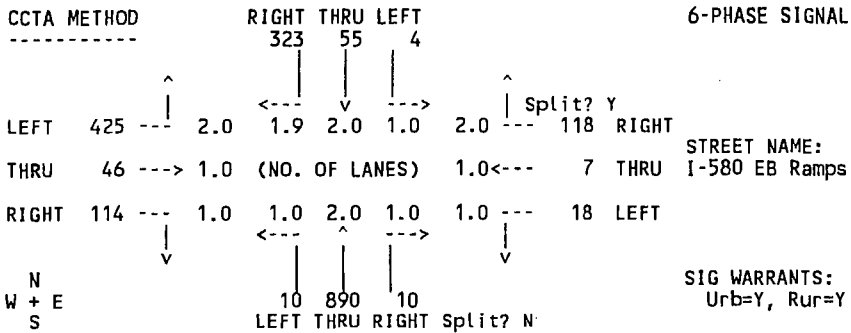 CCTA METHOD RIGHT THRU LEFT 6-PHASE SIGNAL
----------- 323 55 4
^ ^
<--- v ---> Split? Y
LEFT 425 --- 2.0 1.9 2.0 1.0 2.0 --- 118 RIGHT
STREET NAME:
THRU 46 ---> 1.0 (NO. OF LANES) 1.0<--- 7 THRU I-580 EB Ramps
RIGHT 114 --- 1.0 1.0 2.0 1.0 1.0 --- 18 LEFT
<--- ^ --->
v v
N SIG WARRANTS:
W + E 10 890 10 Urb=Y, Rur=Y
S LEFT THRU RIGHT Split? N